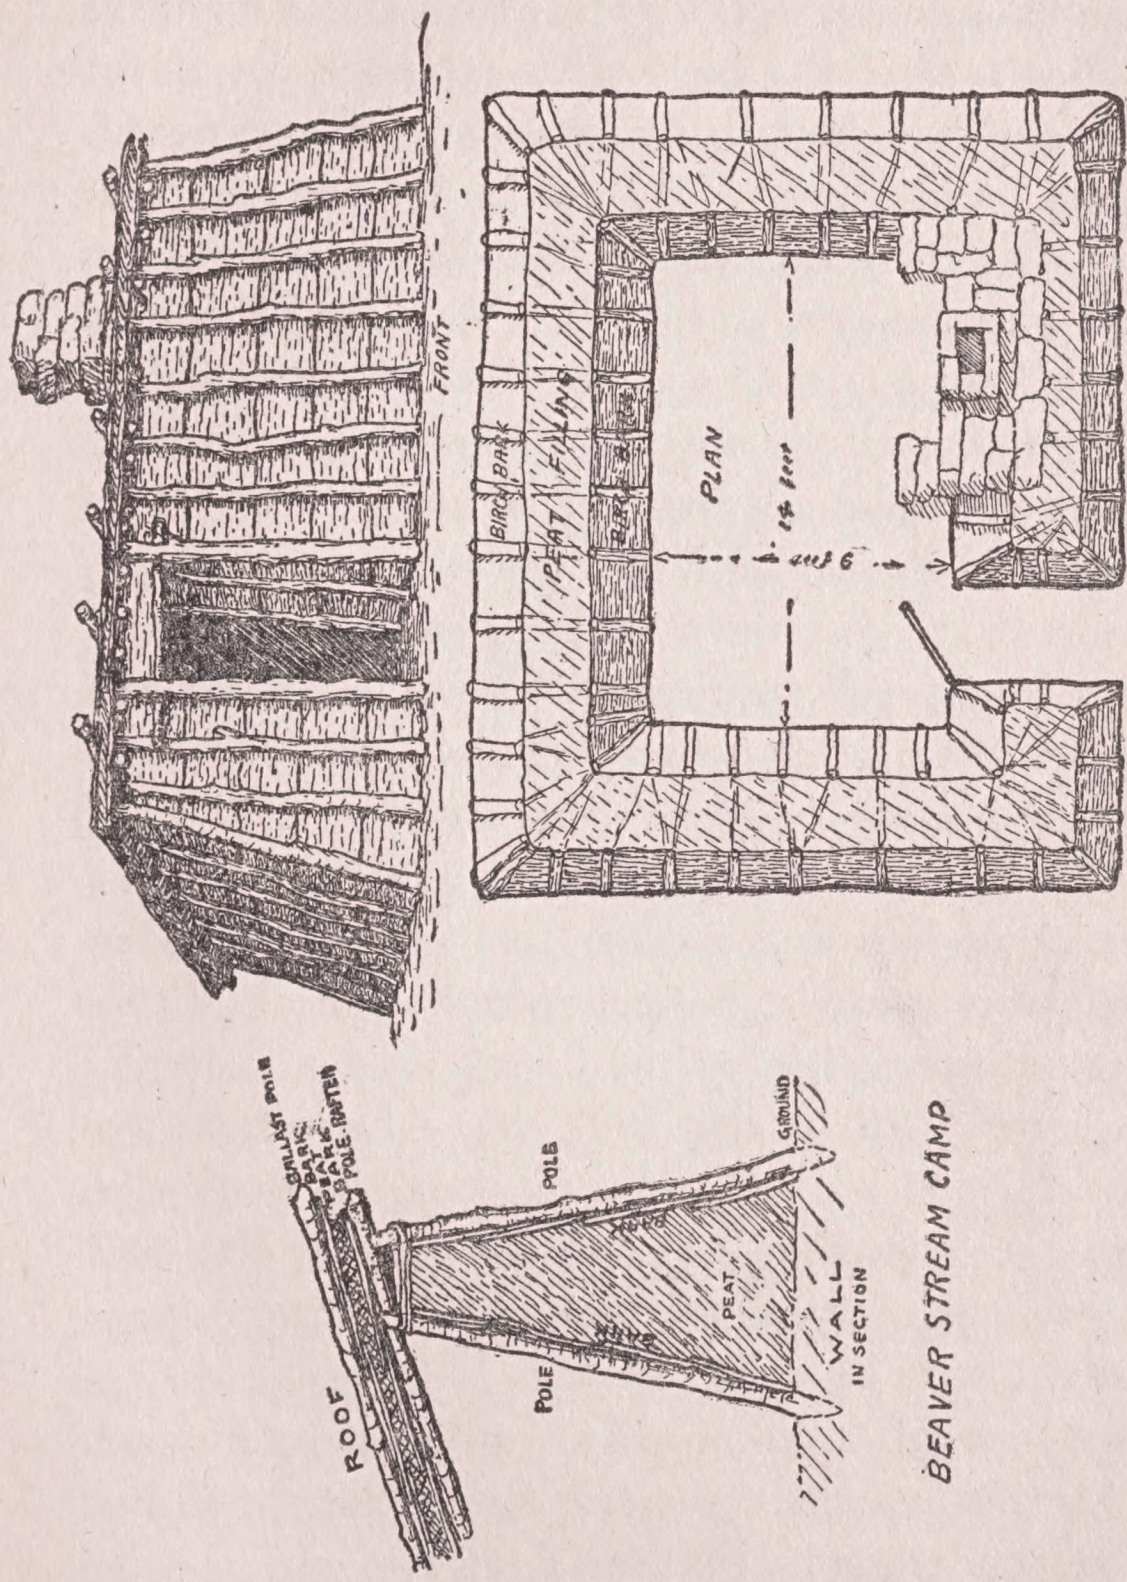 FRONT
BIRCH BARK
PEAT FILLING
PLAN
BALLAST POLE
BARK
PEAT
BARK
POLE-RAFTER
ROOF
POLE
POLE
PEAT
GROUND
WALL
IN SECTION
BEAVER STREAM CAMP